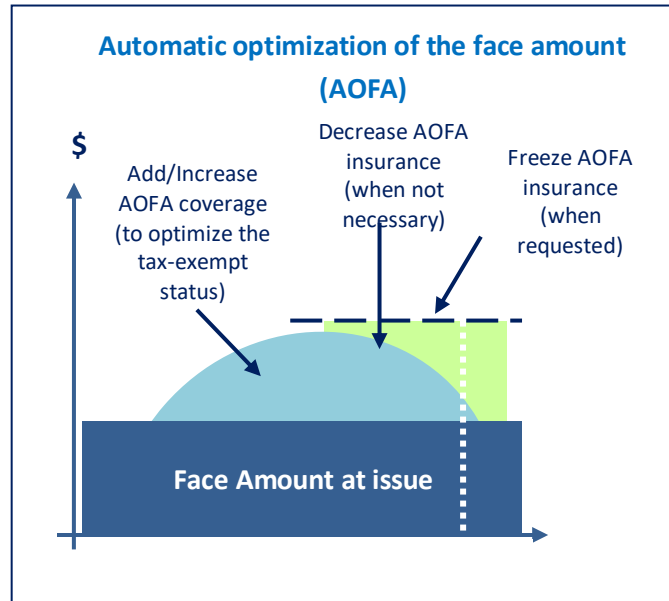 Automatic optimization of the face amount
(AOFA)
$
Add/Increase
AOFA coverage
(to optimize the
tax-exempt
status)
Decrease AOFA
insurance
(when not
necessary)
Freeze AOFA
insurance
(when
requested)
Face Amount at issue